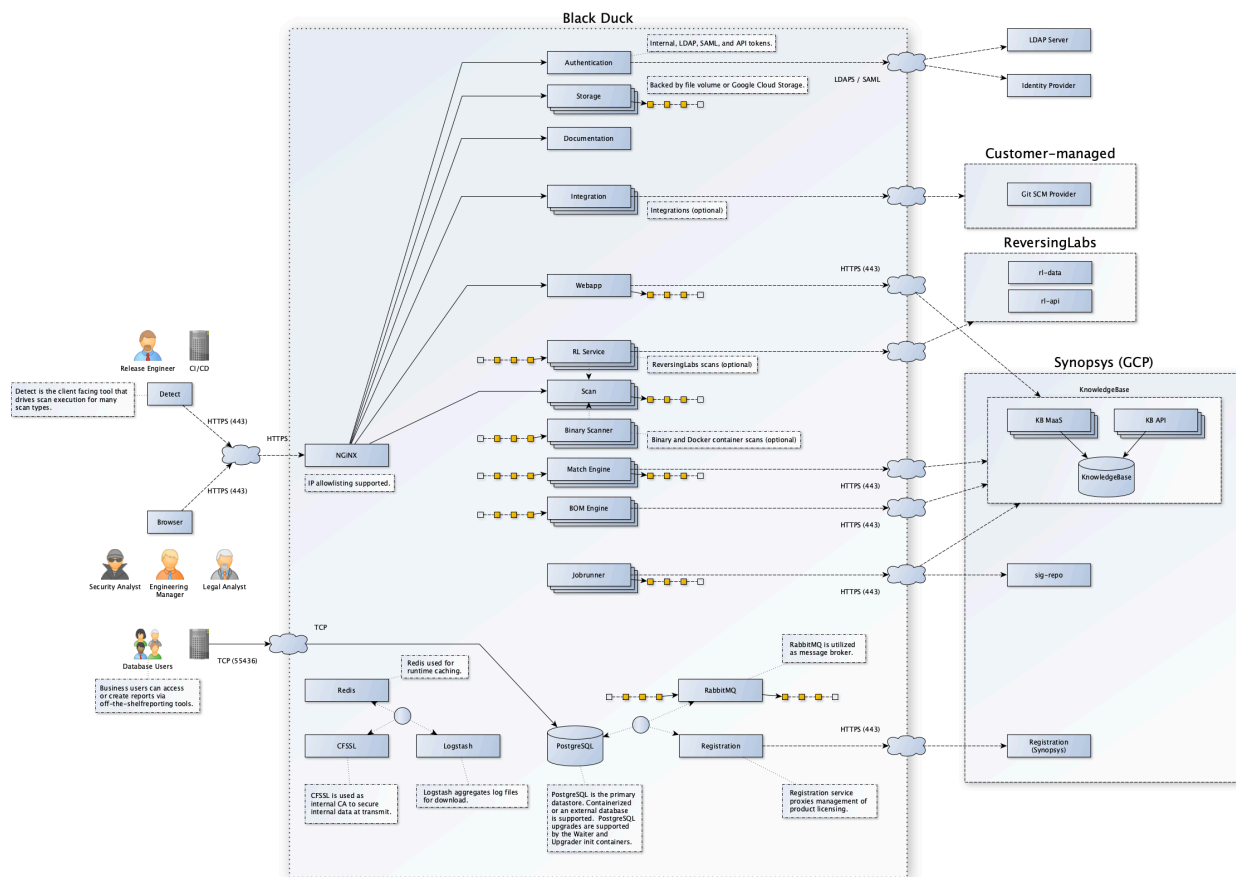 Black Duck
Internal, LDAP, SAML, and API tokens.
Authentication
LDAPS / SAML
LDAP Server
Identity Provider
Storage
Backed by file volume or Google Cloud Storage.
Documentation
Customer-managed
Git SCM Provider
Integration
Integrations (optional)
ReversingLabs
rl-data
rl-api
HTTPS (443)
Webapp
RL Service
ReversingLabs scans (optional)
Scan
Binary Scanner
Binary and Docker container scans (optional)
Match Engine
HTTPS (443)
BOM Engine
HTTPS (443)
Jobrunner
HTTPS (443)
Synopsys (GCP)
KnowledgeBase
KB MaaS
KB API
KnowledgeBase
sig-repo
Release Engineer
CI/CD
Detect is the client facing tool that
drives scan execution for many
scan types.
Detect
HTTPS (443)
HTTPS
NGiNX
IP allowlisting supported.
HTTPS (443)
Browser
Security Analyst
Engineering
Manager
Legal Analyst
Database Users
TCP (55436)
TCP
Business users can access
or create reports via
off-the-shelfreporting tools.
Redis used for
runtime caching.
Redis
CFSSL
Logstash
CFSSL is used as
internal CA to secure
internal data at transmit.
Logstash aggregates log files
for download.
PostgreSQL
PostgreSQL is the primary
datastore. Containerized
or an external database
is supported. PostgreSQL
upgrades are supported
by the Waiter and
Upgrader init containers.
RabbitMQ is utilized
as message broker.
RabbitMQ
Registration
HTTPS (443)
Registration service
proxies management of
product licensing.
Registration
(Synopsys)